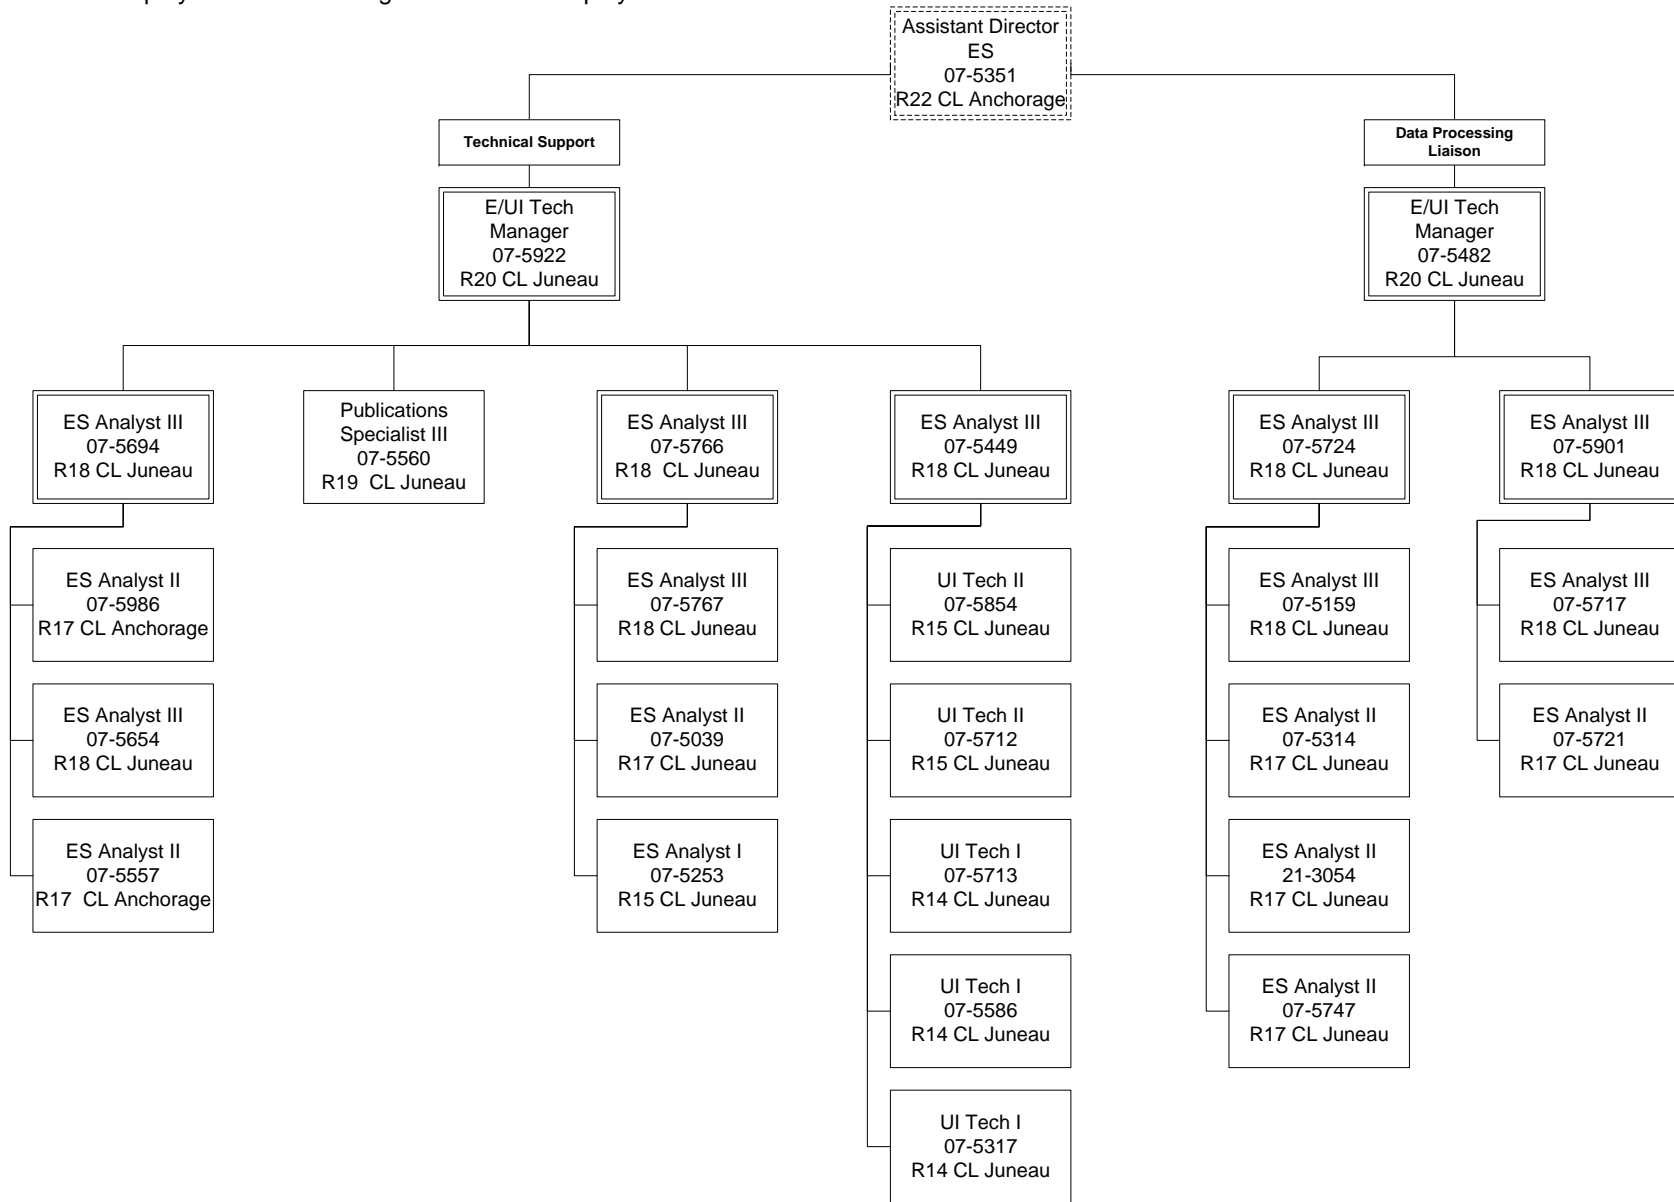 Assistant Director
ES
07-5351
R22 CL Anchorage
Technical Support
Data Processing
Liaison
E/UI Tech
Manager
07-5922
R20 CL Juneau
E/UI Tech
Manager
07-5482
R20 CL Juneau
ES Analyst III
07-5694
R18 CL Juneau
Publications
Specialist III
07-5560
R19  CL Juneau
ES Analyst III
07-5766
R18  CL Juneau
ES Analyst III
07-5449
R18 CL Juneau
ES Analyst III
07-5724
R18 CL Juneau
ES Analyst III
07-5901
R18 CL Juneau
ES Analyst II
07-5986
R17 CL Anchorage
ES Analyst III
07-5767
R18 CL Juneau
UI Tech II
07-5854
R15 CL Juneau
ES Analyst III
07-5159
R18 CL Juneau
ES Analyst III
07-5717
R18 CL Juneau
ES Analyst III
07-5654
R18 CL Juneau
ES Analyst II
07-5039
R17 CL Juneau
UI Tech II
07-5712
R15 CL Juneau
ES Analyst II
07-5314
R17 CL Juneau
ES Analyst II
07-5721
R17 CL Juneau
ES Analyst II
07-5557
R17  CL Anchorage
ES Analyst I
07-5253
R15 CL Juneau
UI Tech I
07-5713
R14 CL Juneau
ES Analyst II
21-3054
R17 CL Juneau
UI Tech I
07-5586
R14 CL Juneau
ES Analyst II
07-5747
R17 CL Juneau
UI Tech I
07-5317
R14 CL Juneau